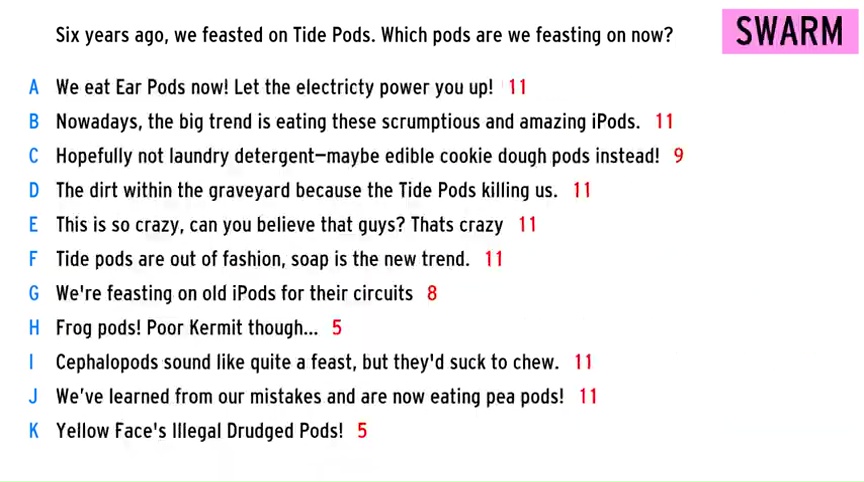 Six years ago, we feasted on Tide Pods. Which pods are we feasting on now?
SWARM
A We eat Ear Pods now! Let the electricty power you up! 11
B Nowadays, the big trend is eating these scrumptious and amazing iPods. 11
C Hopefully not laundry detergent—maybe edible cookie dough pods instead! 9
D The dirt within the graveyard because the Tide Pods killing us. 11
E This is so crazy, can you believe that guys? Thats crazy 11
F Tide pods are out of fashion, soap is the new trend. 11
G We're feasting on old iPods for their circuits 8
H Frog pods! Poor Kermit though... 5
I Cephalopods sound like quite a feast, but they'd suck to chew. 11
J We've learned from our mistakes and are now eating pea pods! 11
K Yellow Face's Illegal Drudged Pods! 5